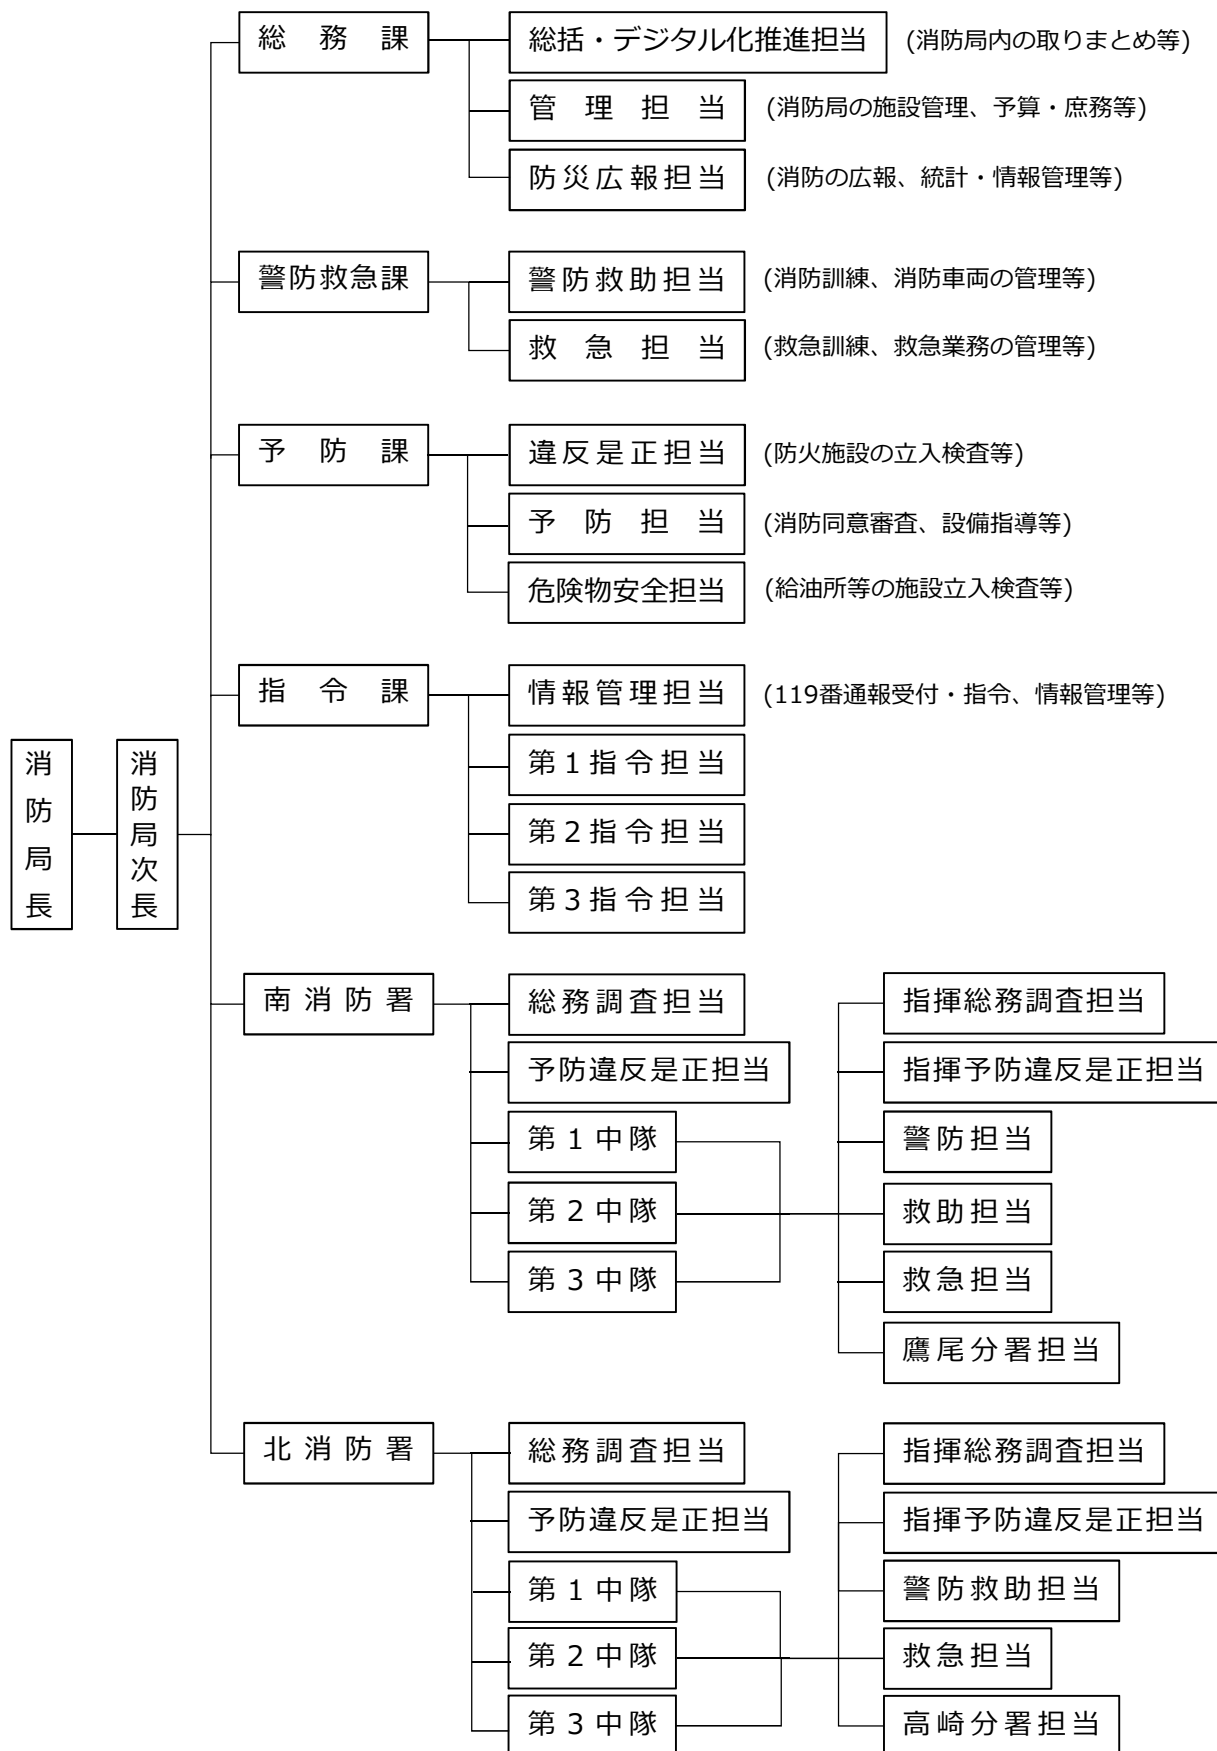 総務課
総括・デジタル化推進担当 (消防局内の取りまとめ等)
管理担当 (消防局の施設管理、予算・庶務等)
防災広報担当 (消防の広報、統計・情報管理等)
警防救急課
警防救助担当 (消防訓練、消防車両の管理等)
救急担当 (救急訓練、救急業務の管理等)
予防課
違反是正担当 (防火施設の立入検査等)
予防担当 (消防同意審査、設備指導等)
危険物安全担当 (給油所等の施設立入検査等)
指令課
情報管理担当 (119番通報受付・指令、情報管理等)
第1指令担当
第2指令担当
第3指令担当
消防局長
消防局次長
南消防署
総務調査担当
予防違反是正担当
第1中隊
第2中隊
第3中隊
指揮総務調査担当
指揮予防違反是正担当
警防担当
救助担当
救急担当
鷹尾分署担当
北消防署
総務調査担当
予防違反是正担当
第1中隊
第2中隊
第3中隊
指揮総務調査担当
指揮予防違反是正担当
警防救助担当
救急担当
高崎分署担当